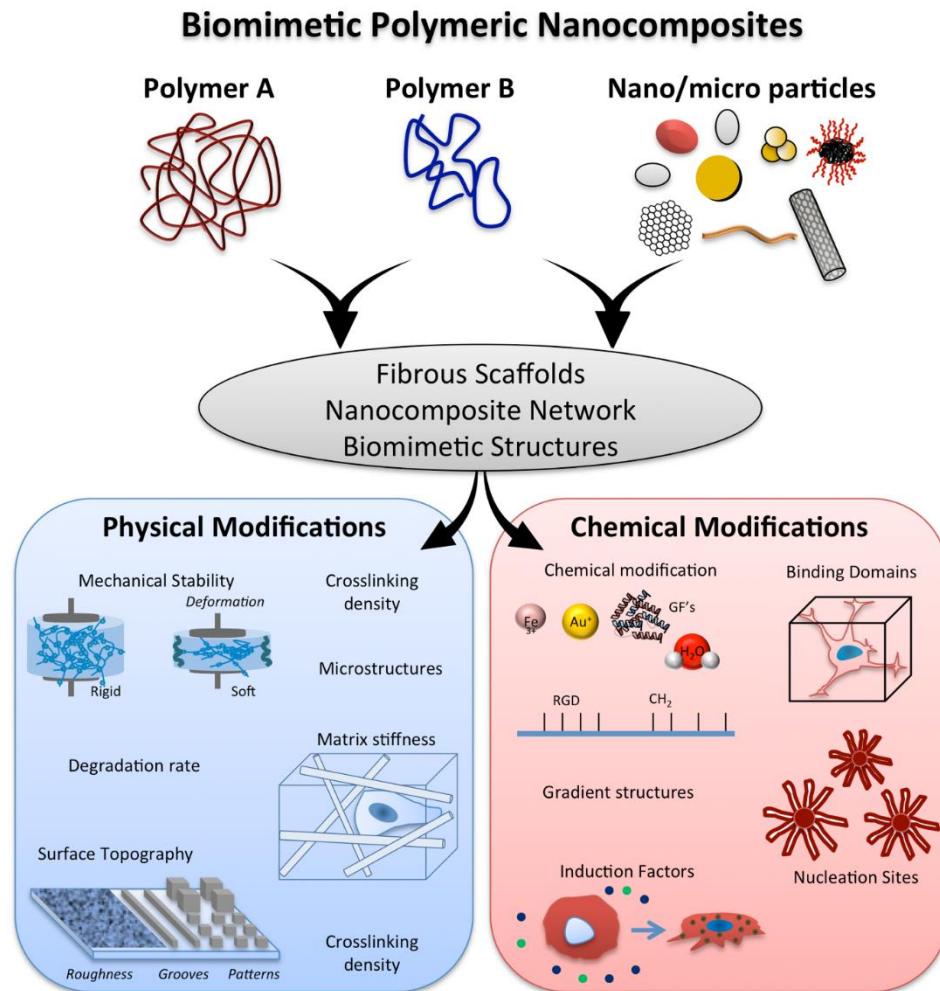 Biomimetic Polymeric Nanocomposites
Polymer A
Polymer B
Nano/micro particles
Fibrous Scaffolds
Nanocomposite Network
Biomimetic Structures
Physical Modifications
Mechanical Stability
Deformation
Rigid
Soft
Crosslinking
density
Microstructures
Degradation rate
Matrix stiffness
Surface Topography
Roughness
Grooves
Patterns
Crosslinking
density
Chemical Modifications
Chemical modification
Fe
3+
Au⁺
GF's
H₂O
Binding Domains
RGD
CH₂
Gradient structures
Nucleation Sites
Induction Factors